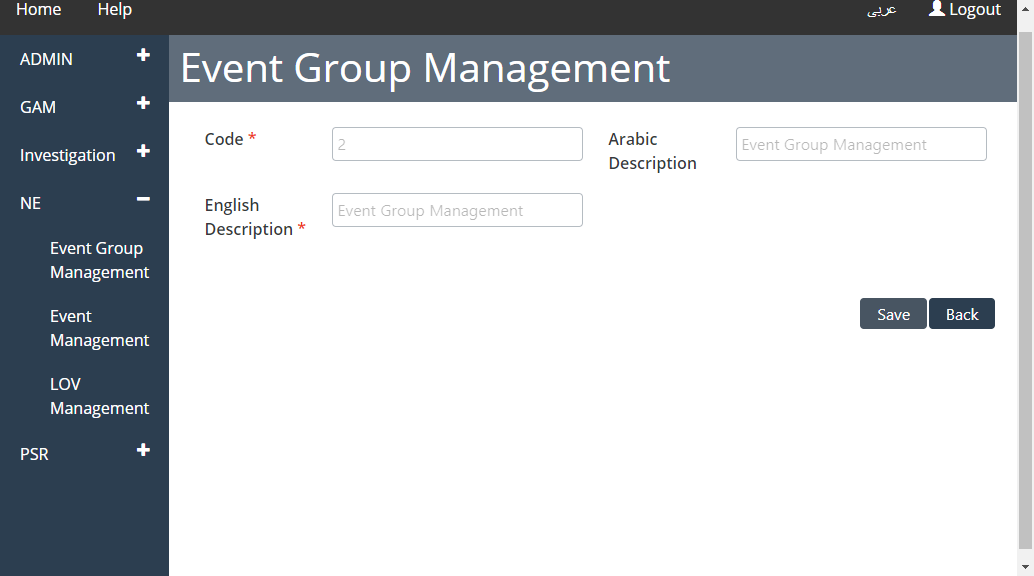 Home Help عربى Logout
ADMIN
GAM
Investigation
NE
Event Group
Management
Event
Management
LOV
Management
PSR
Event Group Management
Code * 2
Arabic
Description Event Group Management
English
Description * Event Group Management
Save Back